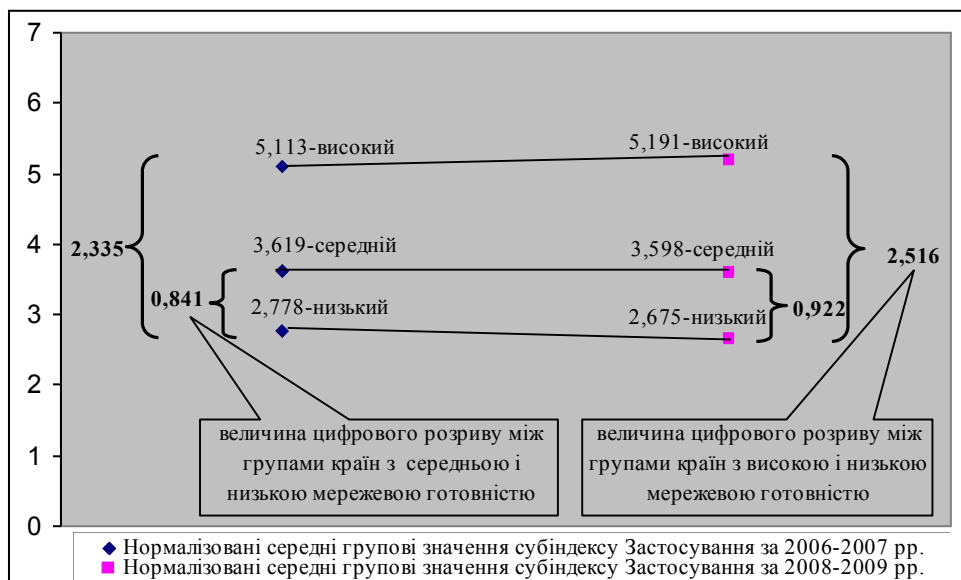 7
6
5,113-високий
5,191-високий
5
4
2,335
3,619-середній
3,598-середній
2,516
0,841
2,778-низький
2,675-низький
0,922
3
2
величина цифрового розриву між
групами країн з середньою і
низькою мережевою готовністю
величина цифрового розриву між
групами країн з високою і низькою
мережевою готовністю
1
0
Нормалізовані середні групові значення субіндексу Застосування за 2006-2007 рр.
Нормалізовані середні групові значення субіндексу Застосування за 2008-2009 рр.